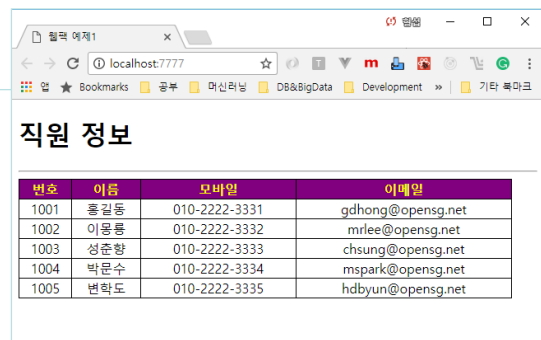 웹팩 예제1
localhost:7777
앱 Bookmarks 공부 머신러닝 DB&BigData Development » 기타 북마크
직원 정보
번호 이름 모바일 이메일
1001 홍길동 010-2222-3331 gdhong@opensg.net
1002 이몽룡 010-2222-3332 mrlee@opensg.net
1003 성춘향 010-2222-3333 chsung@opensg.net
1004 박문수 010-2222-3334 mspark@opensg.net
1005 변학도 010-2222-3335 hdbyun@opensg.net